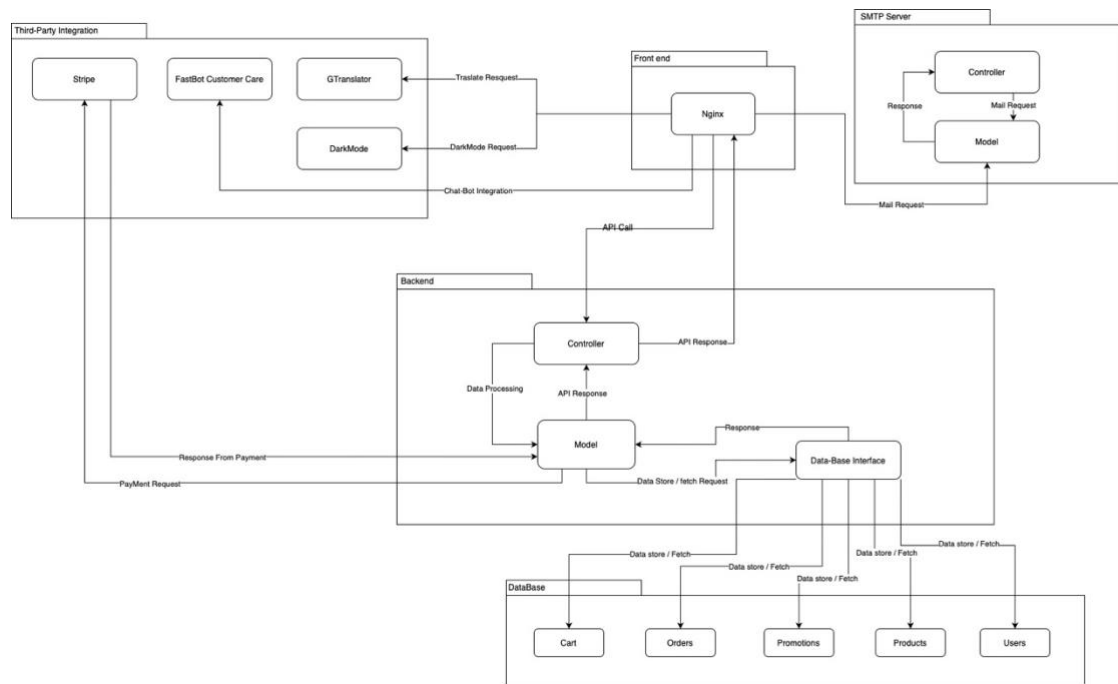 SMTP Server
Third-Party Integration
Front end
Stripe
FastBot Customer Care
GTranslator
Traslate Resquest
Nginx
Controller
Response
Mail Request
Model
DarkMode
DarkMode Request
Chat-Bot Integration
Mail Request
API Call
Backend
Controller
API Response
Data Processing
API Response
Model
Response
Data-Base Interface
Response From Payment
PayMent Request
Data Store / fetch Request
Data store / Fetch
Data store / Fetch
Data store / Fetch
Data store / Fetch
Data store / Fetch
DataBase
Cart
Orders
Promotions
Products
Users